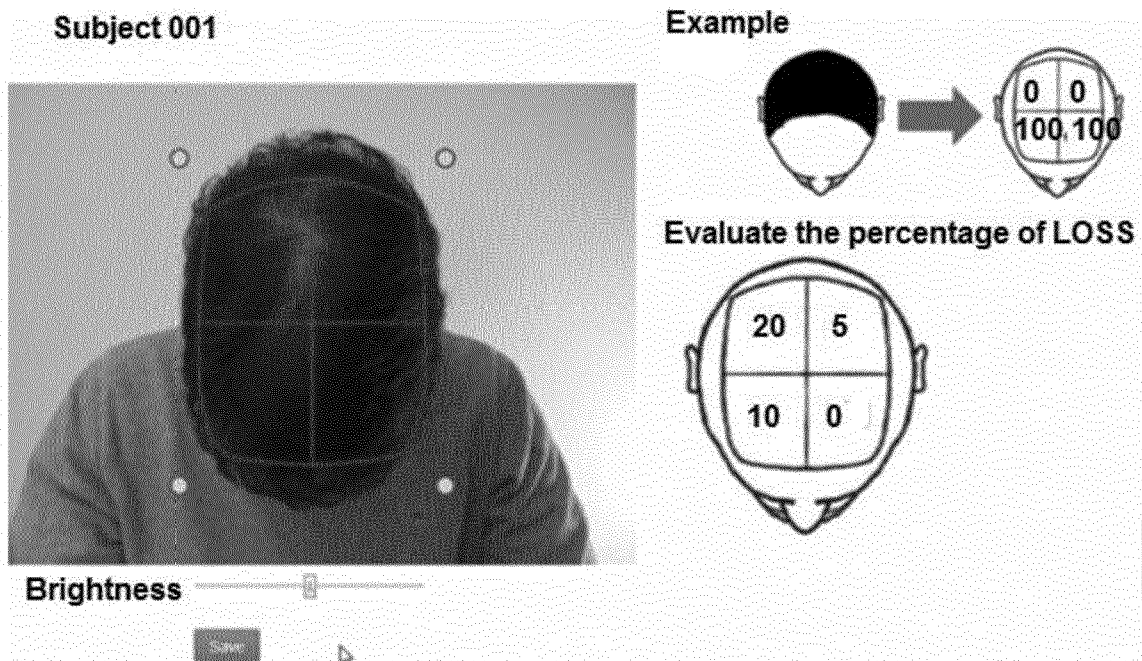 Subject 001
Example
0 0
100 100
Evaluate the percentage of LOSS
20 5
10 0
Brightness
Save